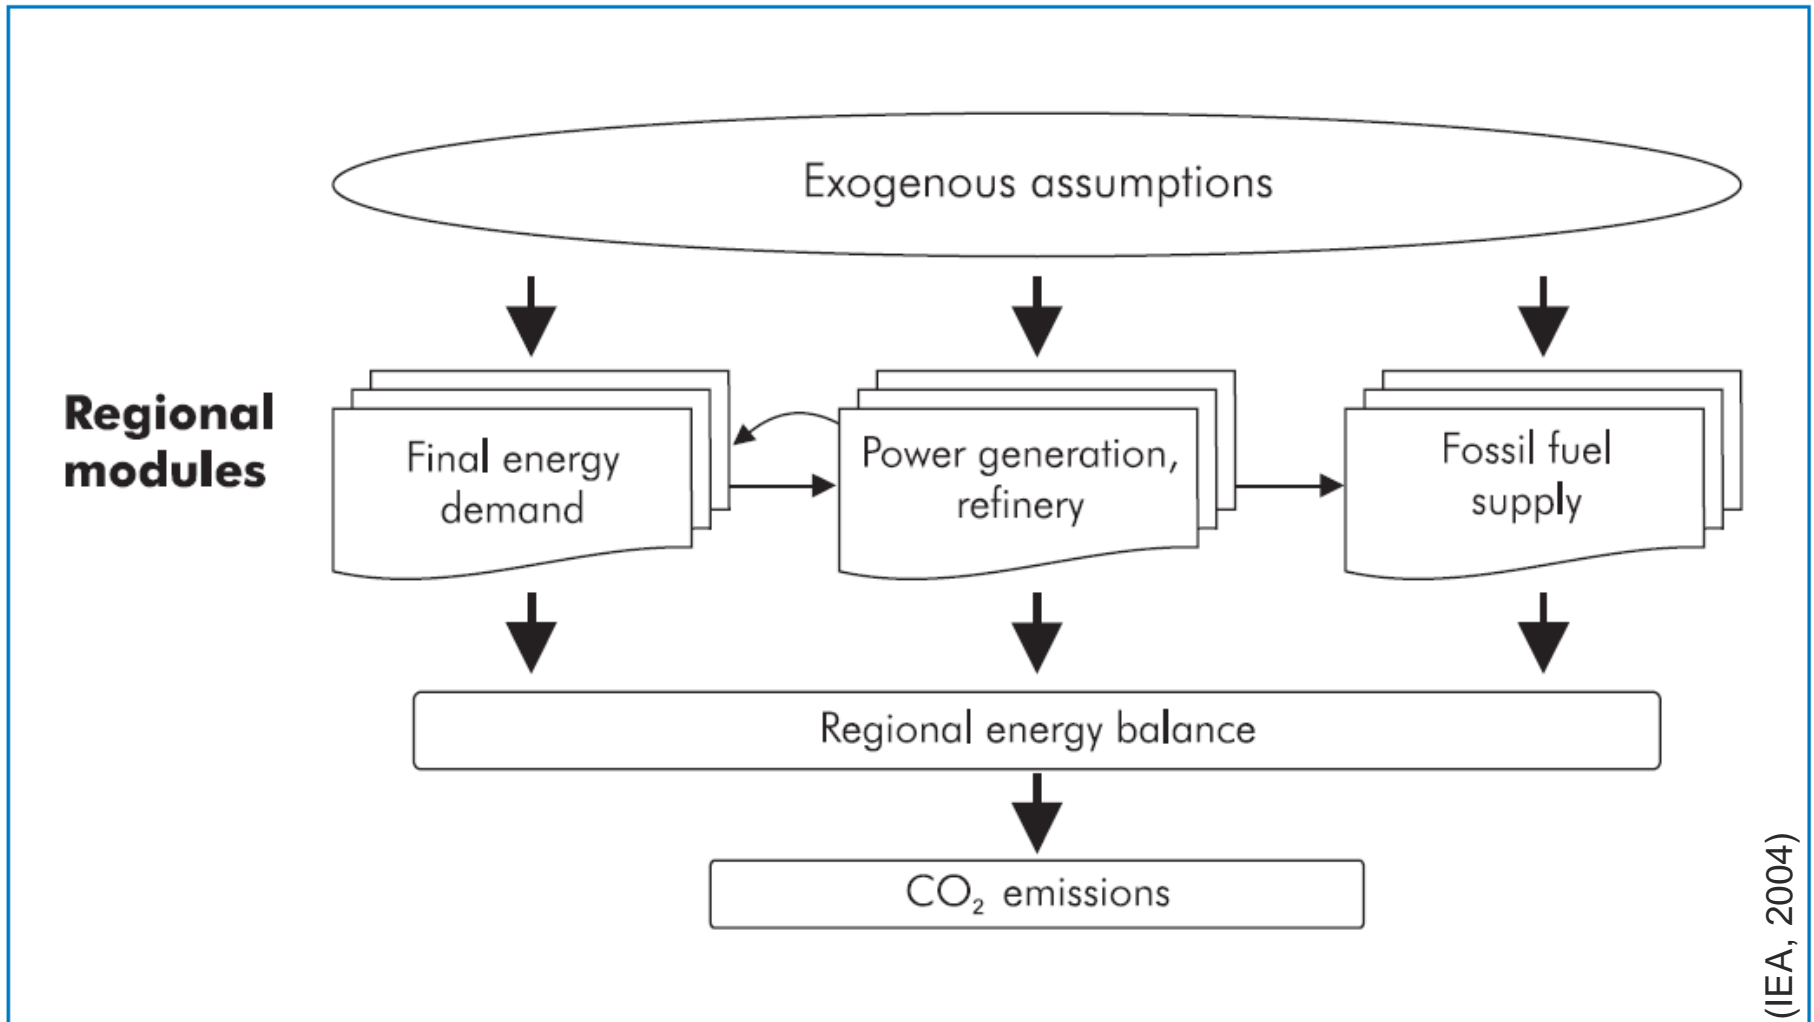 Exogenous assumptions
Regional
modules
Final energy
demand
Power generation,
refinery
Fossil fuel
supply
Regional energy balance
CO₂ emissions
(IEA, 2004)